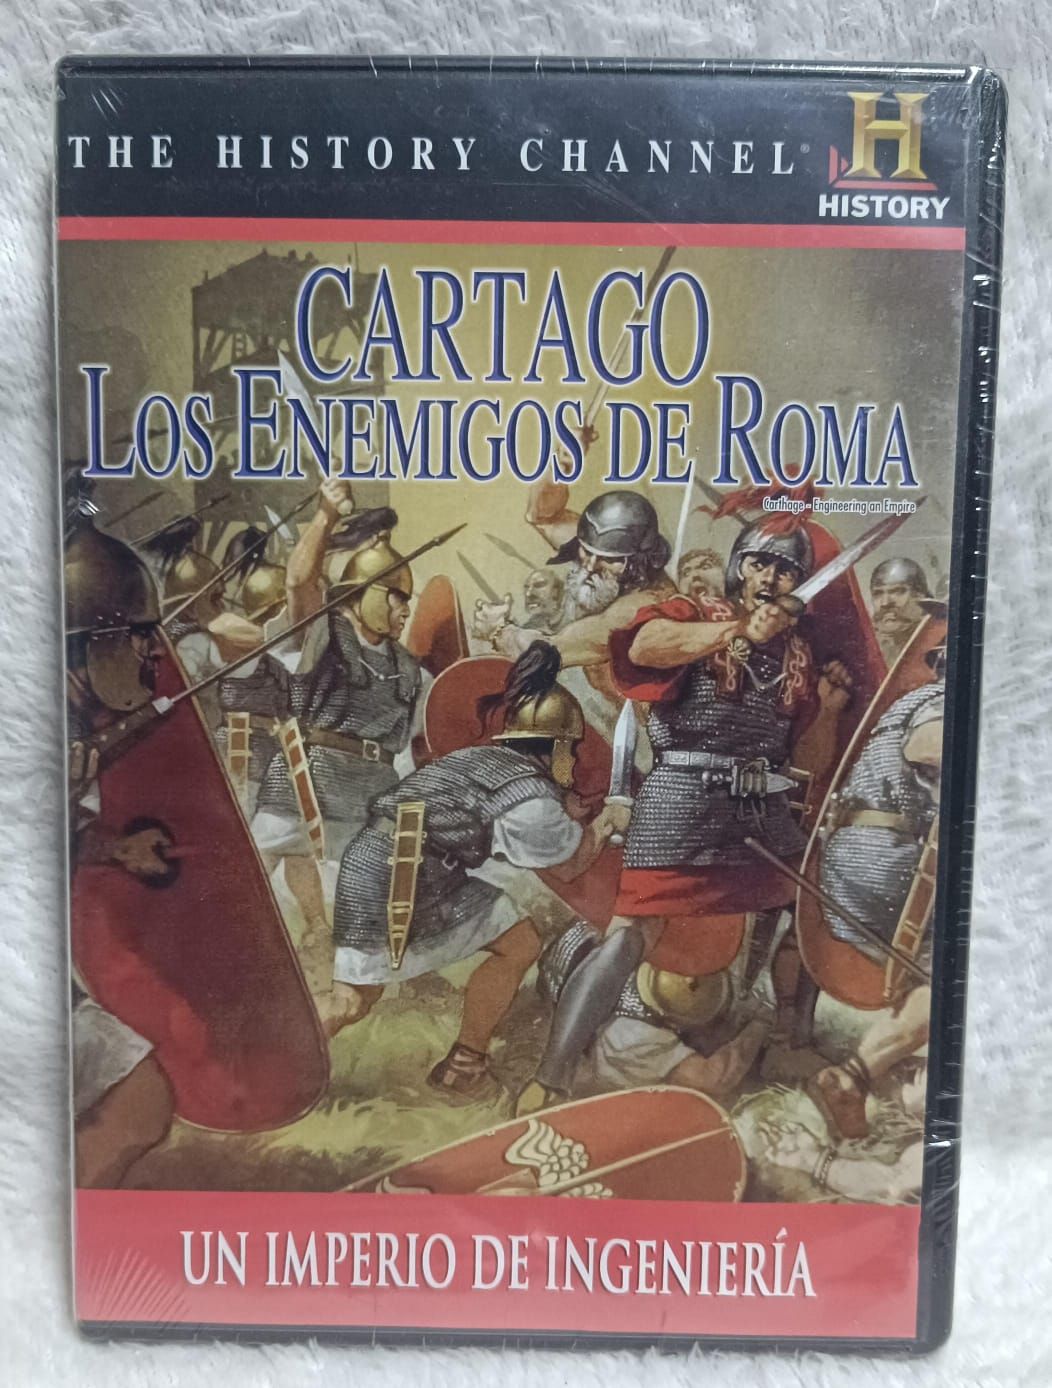 THE HISTORY CHANNEL®
H
HISTORY
CARTAGO
LOS ENEMIGOS DE ROMA
Carthage - Engineering an Empire
UN IMPERIO DE INGENIERÍA